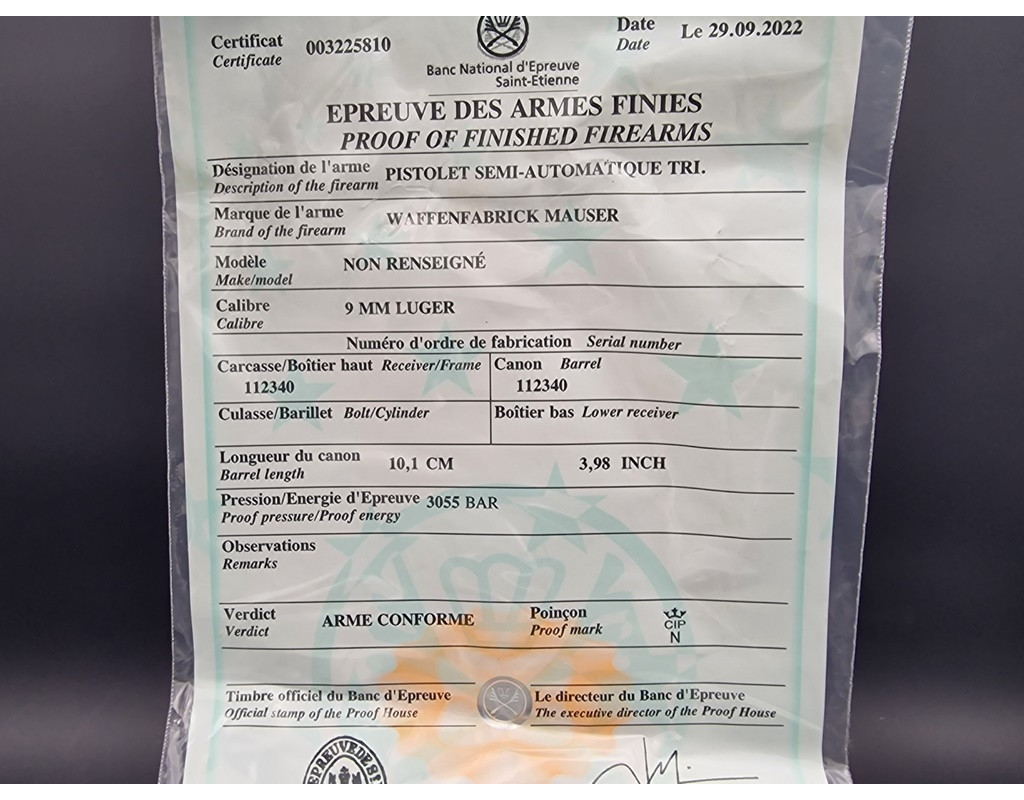 Certificat 003225810
Certificate
Banc National d'Epreuve
Saint-Etienne
Date Le 29.09.2022
Date
EPREUVE DES ARMES FINIES
PROOF OF FINISHED FIREARMS
Désignation de l'arme PISTOLET SEMI-AUTOMATIQUE TRI.
Description of the firearm
Marque de l'arme WAFFENFABRICK MAUSER
Brand of the firearm
Modèle NON RENSEIGNÉ
Make/model
Calibre 9 MM LUGER
Calibre
Numéro d'ordre de fabrication Serial number
Carcasse/Boîtier haut Receiver/Frame Canon Barrel
112340 112340
Culasse/Barillet Bolt/Cylinder Boîtier bas Lower receiver
Longueur du canon 10,1 CM 3,98 INCH
Barrel length
Pression/Energie d'Epreuve 3055 BAR
Proof pressure/Proof energy
Observations
Remarks
Verdict ARME CONFORME Poinçon
Verdict Proof mark
CIP
N
Timbre officiel du Banc d'Epreuve Le directeur du Banc d'Epreuve
Official stamp of the Proof House The executive director of the Proof House